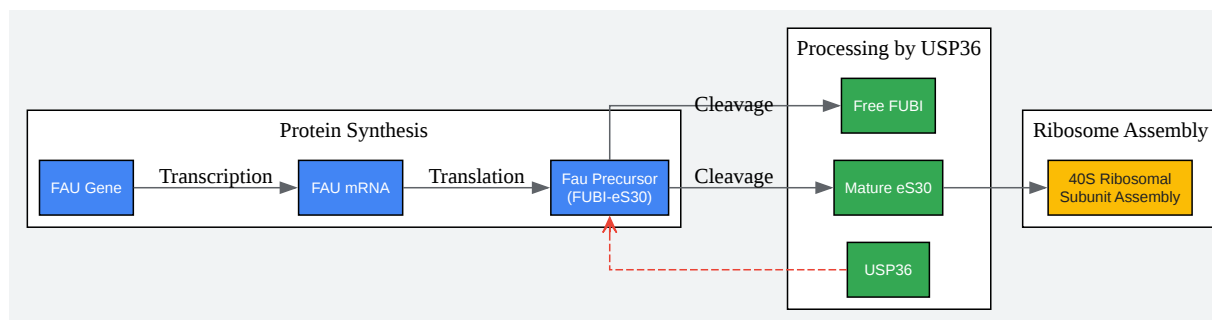 Processing by USP36
Free FUBI
Cleavage
Protein Synthesis
Ribosome Assembly
FAU Gene
Transcription
FAU mRNA
Translation
Fau Precursor
(FUBI-eS30)
Cleavage
Mature eS30
40S Ribosomal
Subunit Assembly
USP36